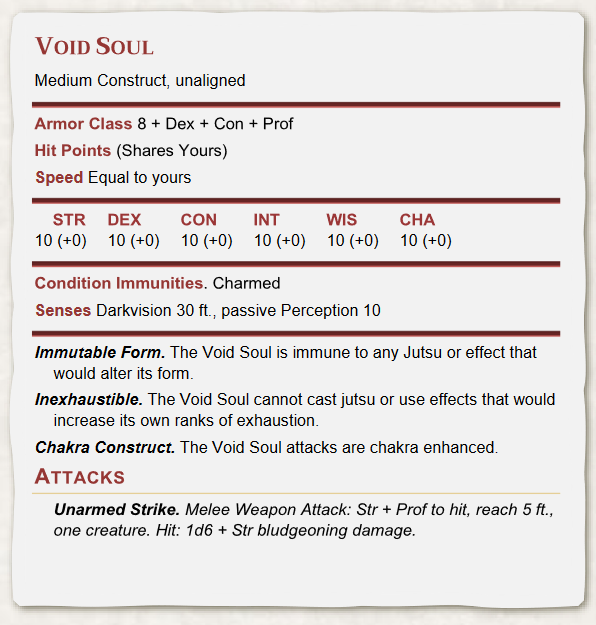 VOID SOUL
Medium Construct, unaligned
Armor Class 8 + Dex + Con + Prof
Hit Points (Shares Yours)
Speed Equal to yours
STR DEX CON INT WIS CHA
10 (+0) 10 (+0) 10 (+0) 10 (+0) 10 (+0) 10 (+0)
Condition Immunities. Charmed
Senses Darkvision 30 ft., passive Perception 10
Immutable Form. The Void Soul is immune to any Jutsu or effect that
would alter its form.
Inexhaustible. The Void Soul cannot cast jutsu or use effects that would
increase its own ranks of exhaustion.
Chakra Construct. The Void Soul attacks are chakra enhanced.
ATTACKS
Unarmed Strike. Melee Weapon Attack: Str + Prof to hit, reach 5 ft.,
one creature. Hit: 1d6 + Str bludgeoning damage.